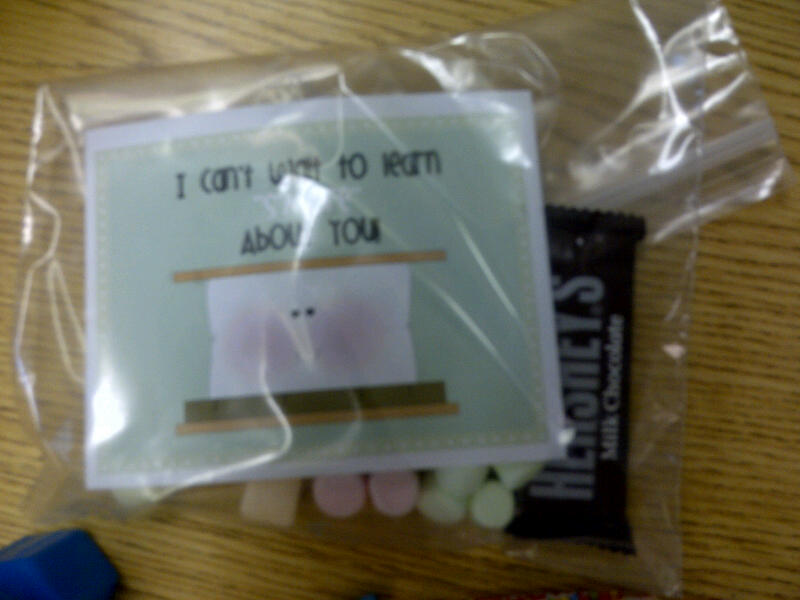 I can't wait to learn
About YOU!
HERSHEY'S
Milk Chocolate